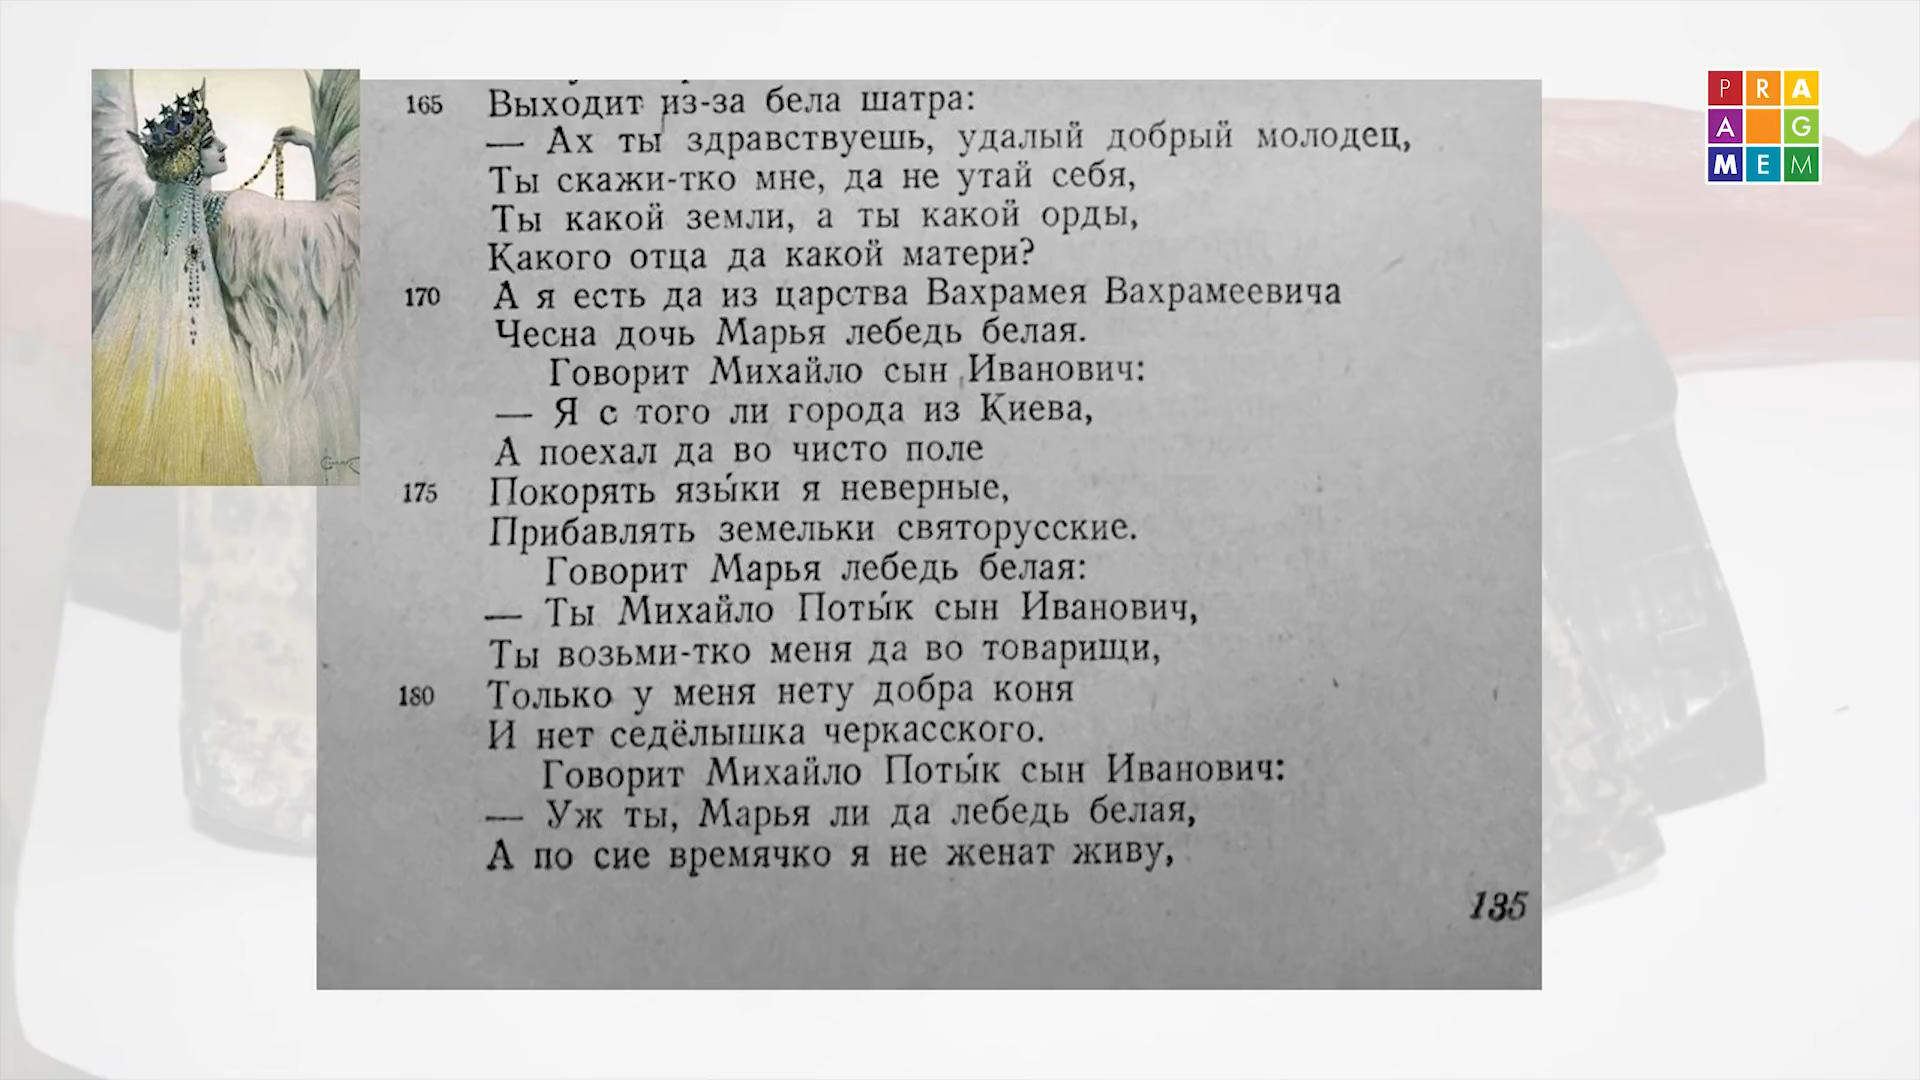 165 Выходит из-за бела шатра:
— Ах ты здравствуешь, удалый добрый молодец,
Ты скажи-тко мне, да не утай себя,
Ты какой земли, а ты какой орды,
Какого отца да какой матери?
170 А я есть да из царства Вахрамея Вахрамеевича
Чесна дочь Марья лебедь белая.
Говорит Михайло сын Иванович:
— Я с того ли города из Киева,
А поехал да во чисто поле
175 Покорять язы́ки я неверные,
Прибавлять земельки святорусские.
Говорит Марья лебедь белая:
— Ты Михайло Поты́к сын Иванович,
Ты возьми-тко меня да во товарищи,
180 Только у меня нету добра коня
И нет седёлышка черкасского.
Говорит Михайло Поты́к сын Иванович:
— Уж ты, Марья ли да лебедь белая,
А по сие времячко я не женат живу,
135
PRA
A G
MEM